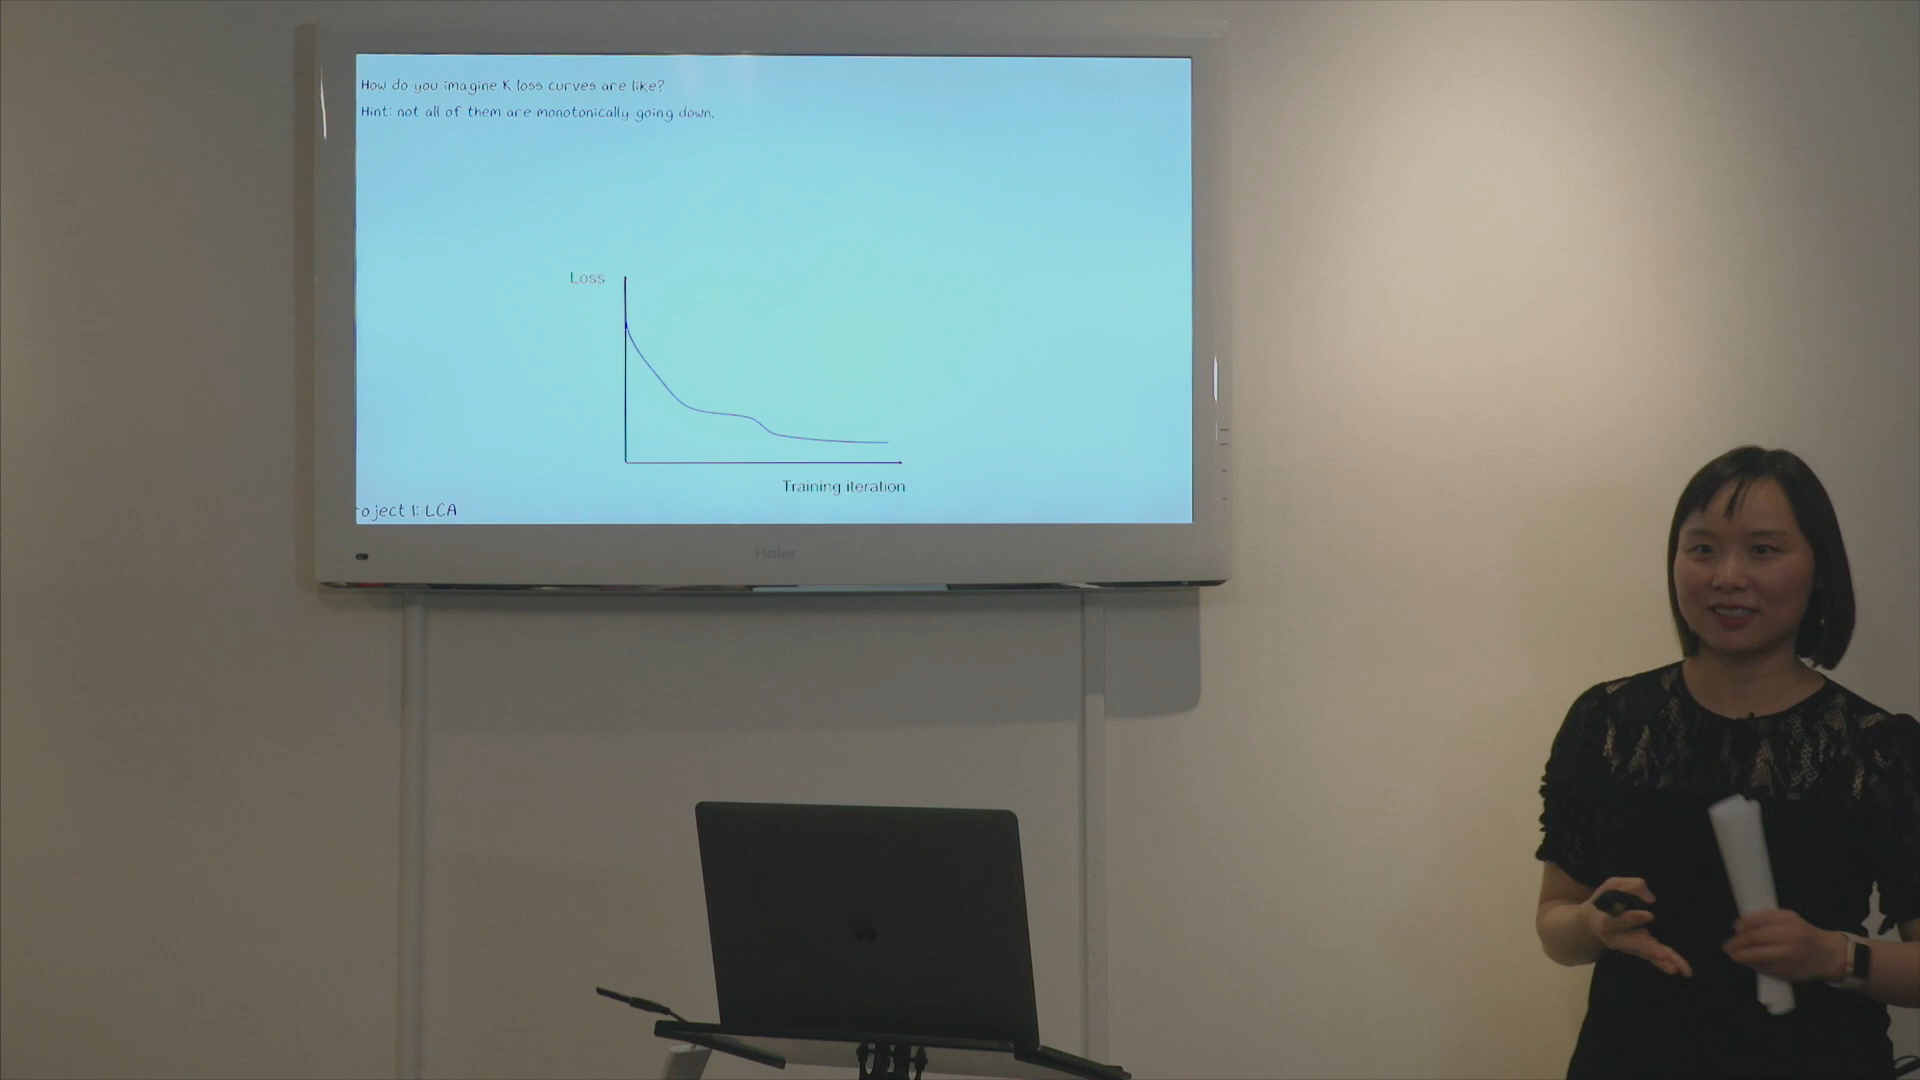 How do you imagine K loss curves are like?
Hint: not all of them are monotonically going down.
Loss
Training iteration
oject 1: LCA
Haier